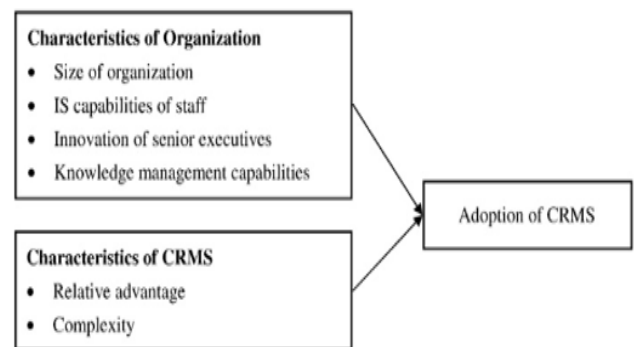 Characteristics of Organization
• Size of organization
• IS capabilities of staff
• Innovation of senior executives
• Knowledge management capabilities
Adoption of CRMS
Characteristics of CRMS
• Relative advantage
• Complexity